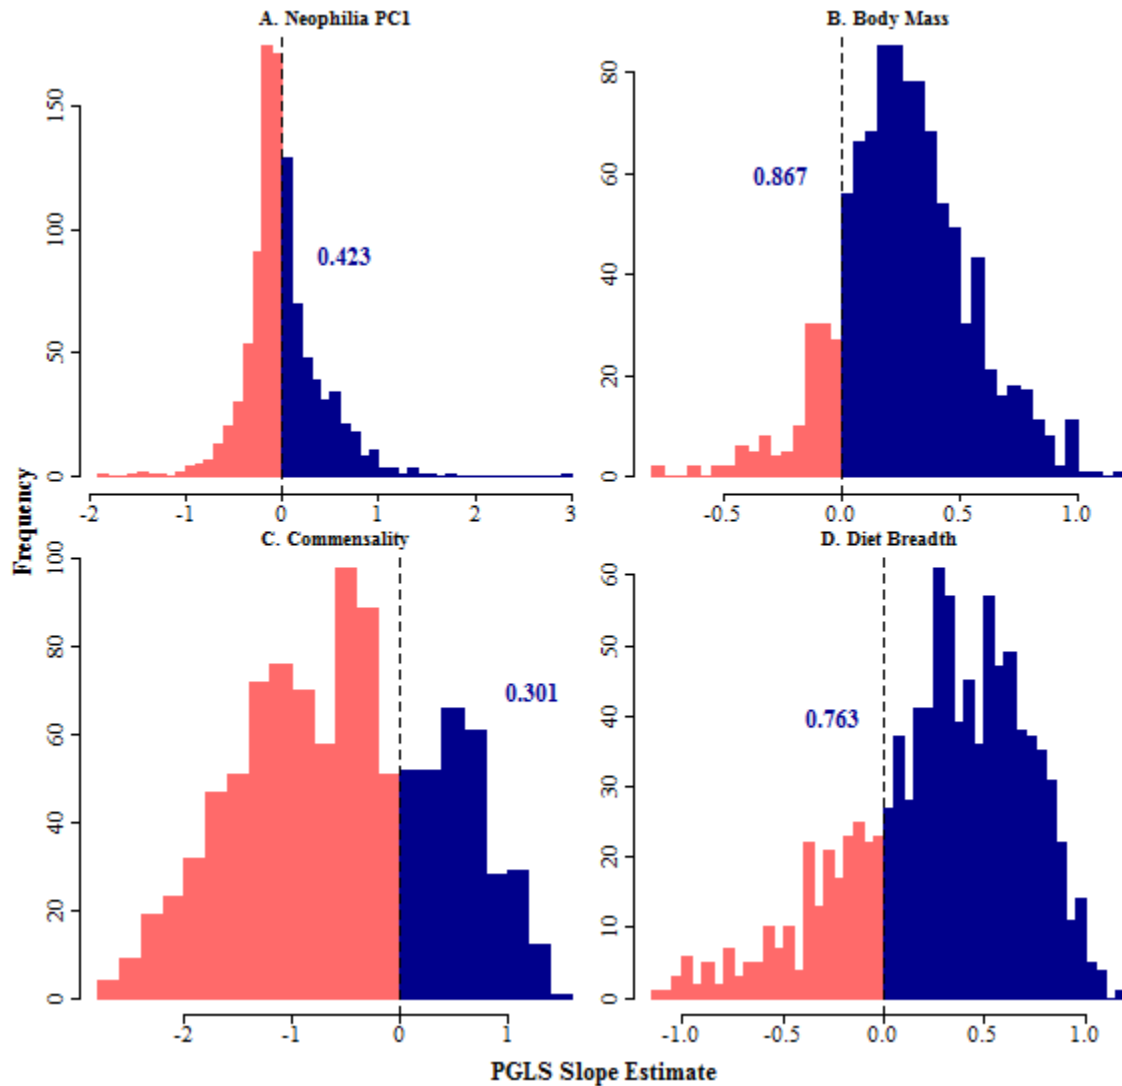 A. Neophilia PC1
0 50 100 150
0.423
-2 -1 0 1 2 3
B. Body Mass
0 20 40 60 80
0.867
-0.5 0.0 0.5 1.0
Frequency
C. Commensality
0 20 40 60 80 100
0.301
-2 -1 0 1
D. Diet Breadth
0 10 20 30 40 50 60
0.763
-1.0 -0.5 0.0 0.5 1.0
PGLS Slope Estimate